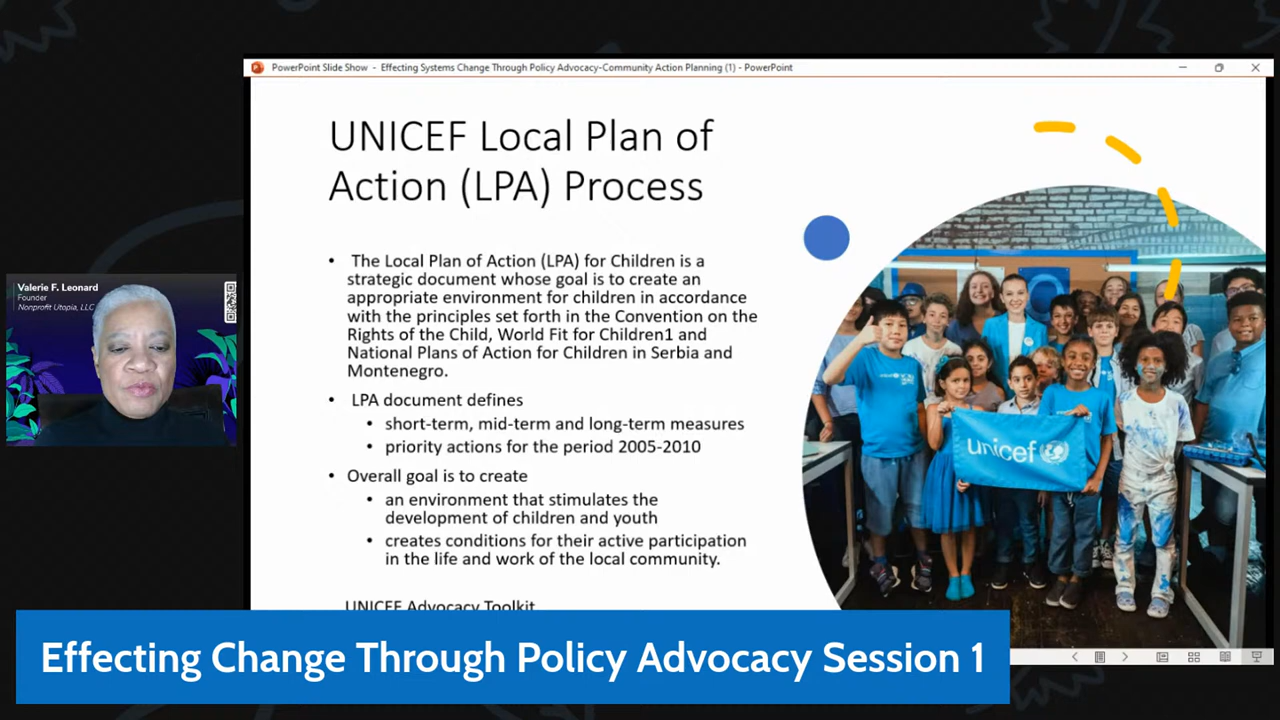 PowerPoint Slide Show - Effecting Systems Change Through Policy Advocacy-Community Action Planning (1) - PowerPoint
UNICEF Local Plan of
Action (LPA) Process
• The Local Plan of Action (LPA) for Children is a
strategic document whose goal is to create an
appropriate environment for children in accordance
with the principles set forth in the Convention on the
Rights of the Child, World Fit for Children1 and
National Plans of Action for Children in Serbia and
Montenegro.
• LPA document defines
• short-term, mid-term and long-term measures
• priority actions for the period 2005-2010
• Overall goal is to create
• an environment that stimulates the
development of children and youth
• creates conditions for their active participation
in the life and work of the local community.
UNICEF Advocacy Toolkit
unicef
Valerie F. Leonard
Founder
Nonprofit Utopia, LLC
Effecting Change Through Policy Advocacy Session 1